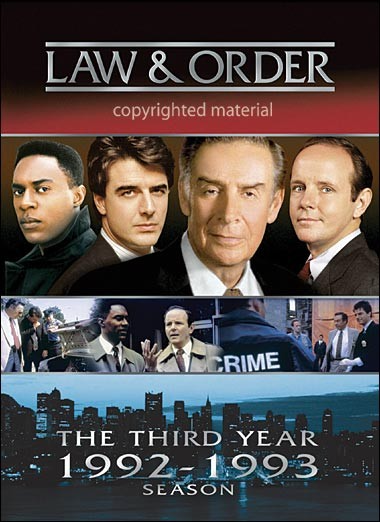 LAW & ORDER
copyrighted material
CRIME
THE THIRD YEAR
1992-1993
SEASON